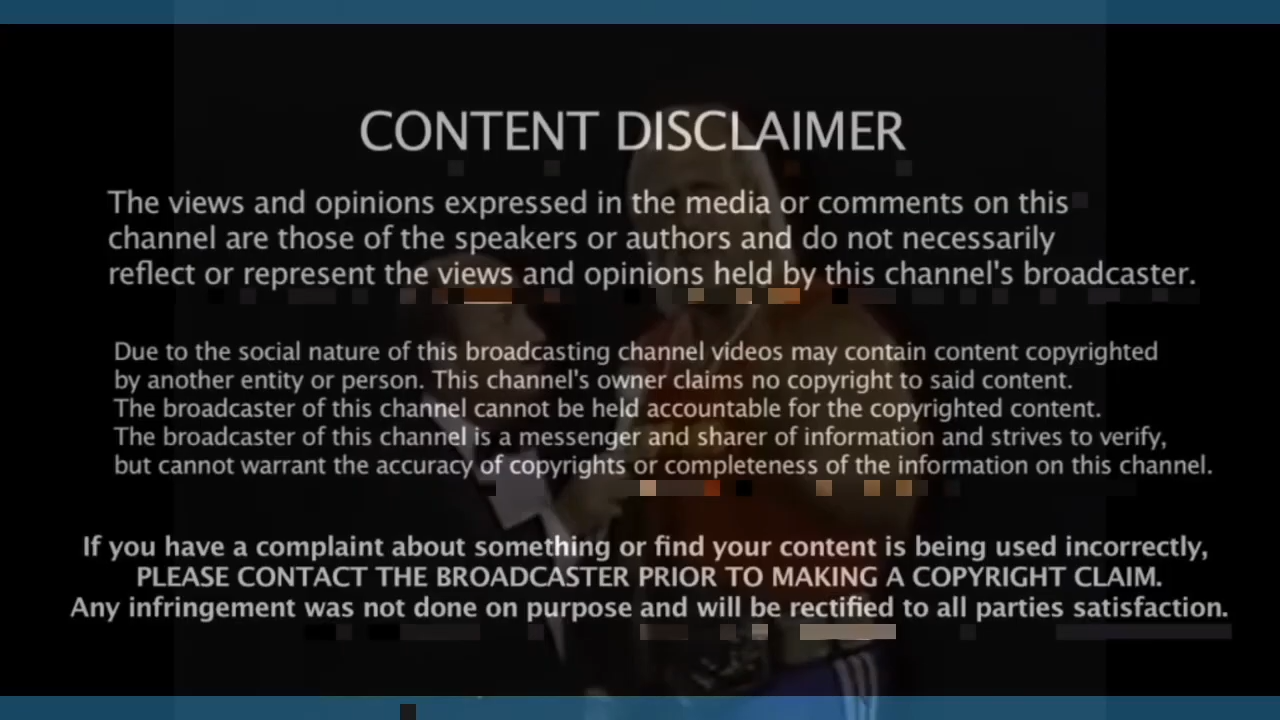 CONTENT DISCLAIMER
The views and opinions expressed in the media or comments on this
channel are those of the speakers or authors and do not necessarily
reflect or represent the views and opinions held by this channel's broadcaster.
Due to the social nature of this broadcasting channel videos may contain content copyrighted
by another entity or person. This channel's owner claims no copyright to said content.
The broadcaster of this channel cannot be held accountable for the copyrighted content.
The broadcaster of this channel is a messenger and sharer of information and strives to verify,
but cannot warrant the accuracy of copyrights or completeness of the information on this channel.
If you have a complaint about something or find your content is being used incorrectly,
PLEASE CONTACT THE BROADCASTER PRIOR TO MAKING A COPYRIGHT CLAIM.
Any infringement was not done on purpose and will be rectified to all parties satisfaction.